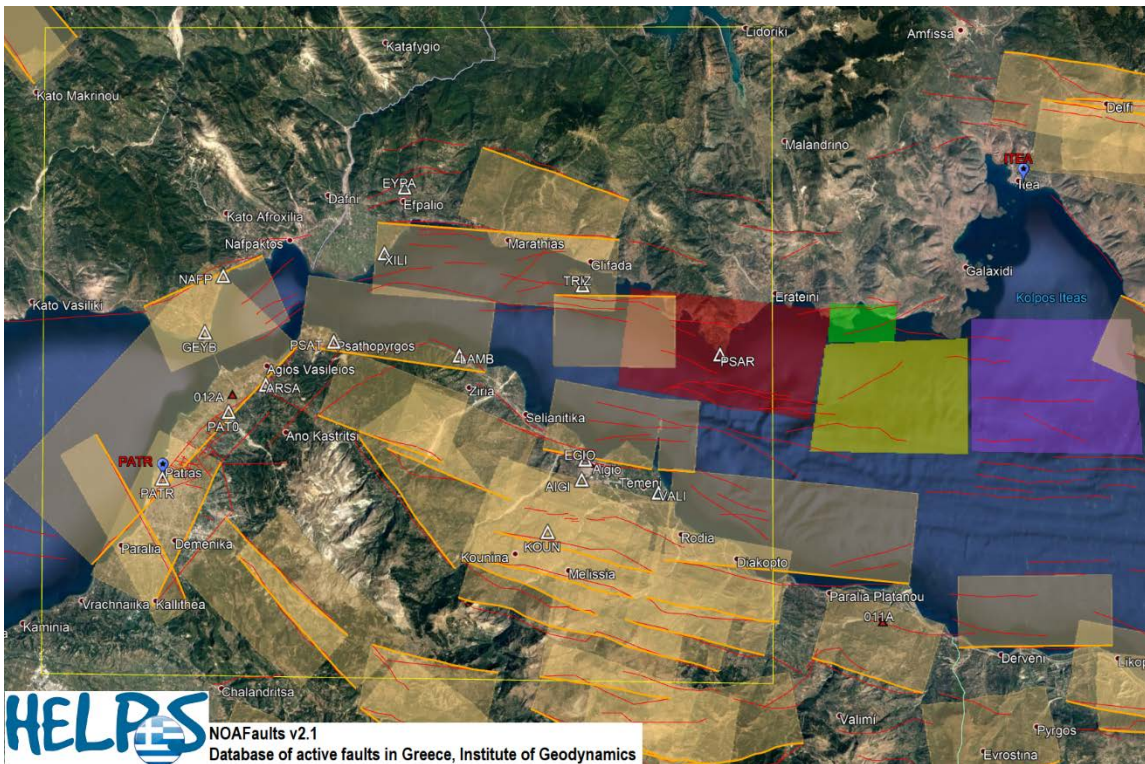 Lidoriki
Amfissa
Katafygio
Kato Makrinou
Delfi
Malandrino
ITEA
Itea
EYPA
Efpalio
Dafni
Kato Afroxilia
Nafpaktos
Marathias
XILI
Glifada
Galaxidi
NAFP
TRIZ
Erateini
Kolpos Iteas
Kato Vasiliki
GEYB
PSAT
Psathopyrgos
LAMB
PSAR
Agios Vasileios
ARSA
Ziria
012A
PAT0
Selianitika
Ano Kastritsi
EGIO
PATR
Patras
Aigio
PATR
AIGI
Temeni
VALI
KOUN
Rodia
Paralia
Demenika
Kounina
Diakopto
Melissia
Vrachnaiika
Kallithea
Paralia Platanou
011A
Kaminia
Derveni
Likop
Chalandritsa
Valimi
Pyrgos
Evrostina
HELPOS
NOAFaults v2.1
Database of active faults in Greece, Institute of Geodynamics